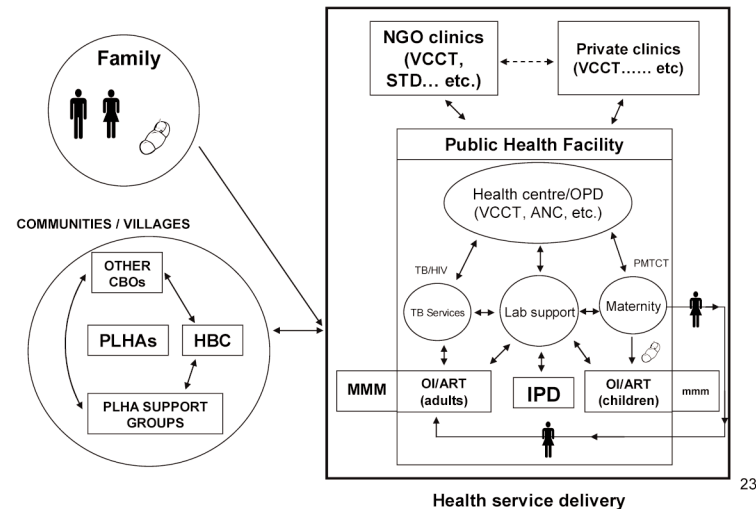 Family
COMMUNITIES / VILLAGES
OTHER
CBOs
PLHAs
HBC
PLHA SUPPORT
GROUPS
NGO clinics
(VCCT,
STD... etc.)
Private clinics
(VCCT...... etc)
Public Health Facility
Health centre/OPD
(VCCT, ANC, etc.)
TB/HIV
PMTCT
TB Services
Lab support
Maternity
MMM
OI/ART
(adults)
IPD
OI/ART
(children)
mmm
Health service delivery
23